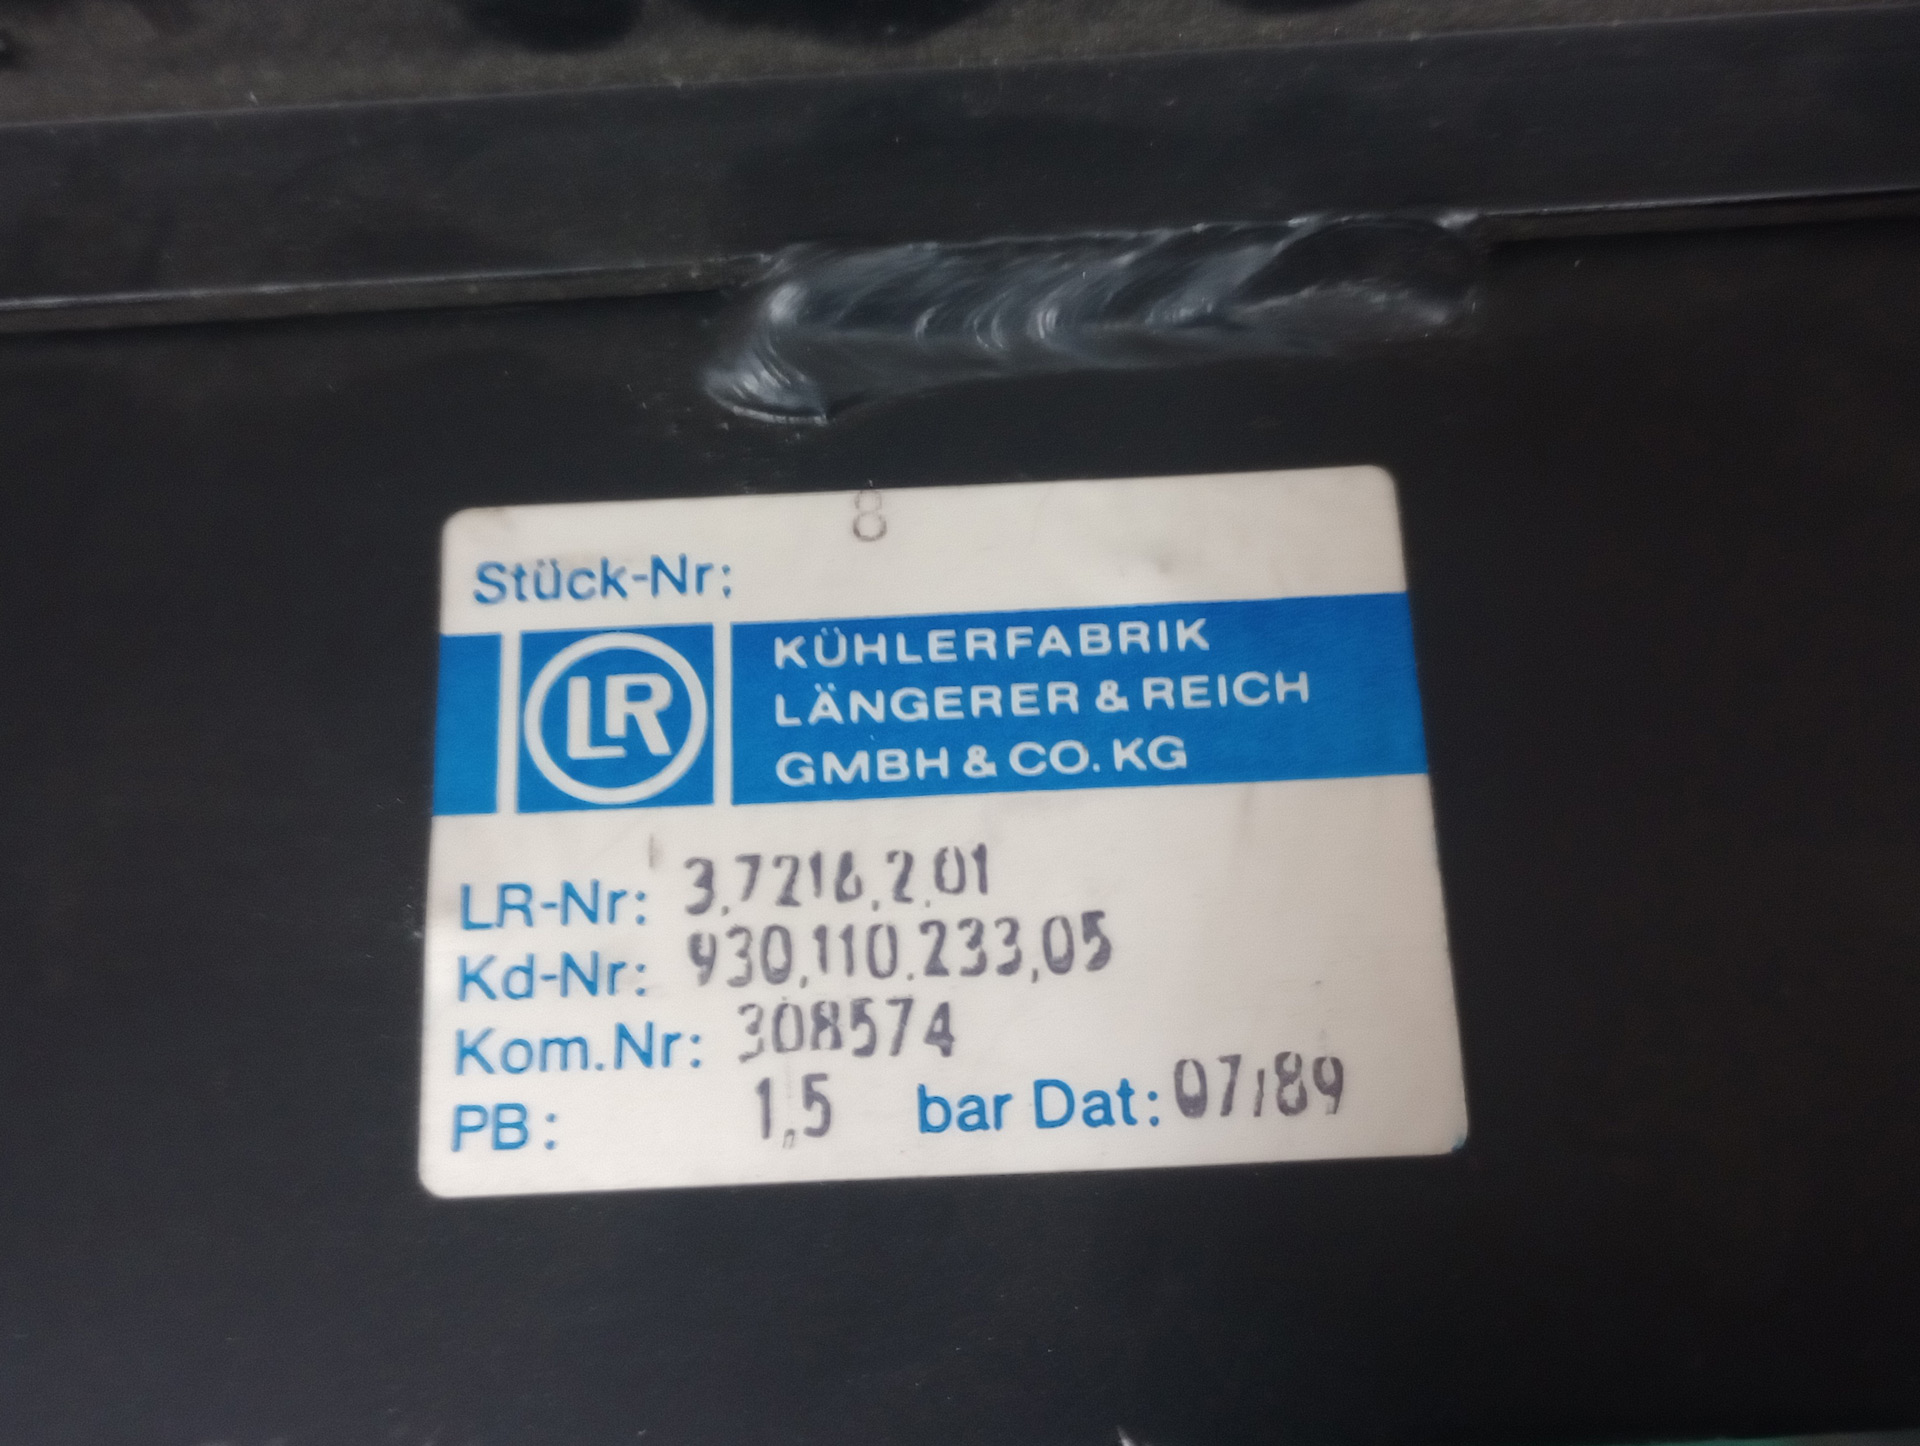 8
Stück-Nr:
LR
KÜHLERFABRIK
LÄNGERER & REICH
GMBH & CO. KG
LR-Nr: 3.7216.2.01
Kd-Nr: 930.110.233.05
Kom.Nr: 308574
PB: 1,5 bar Dat: 07/89